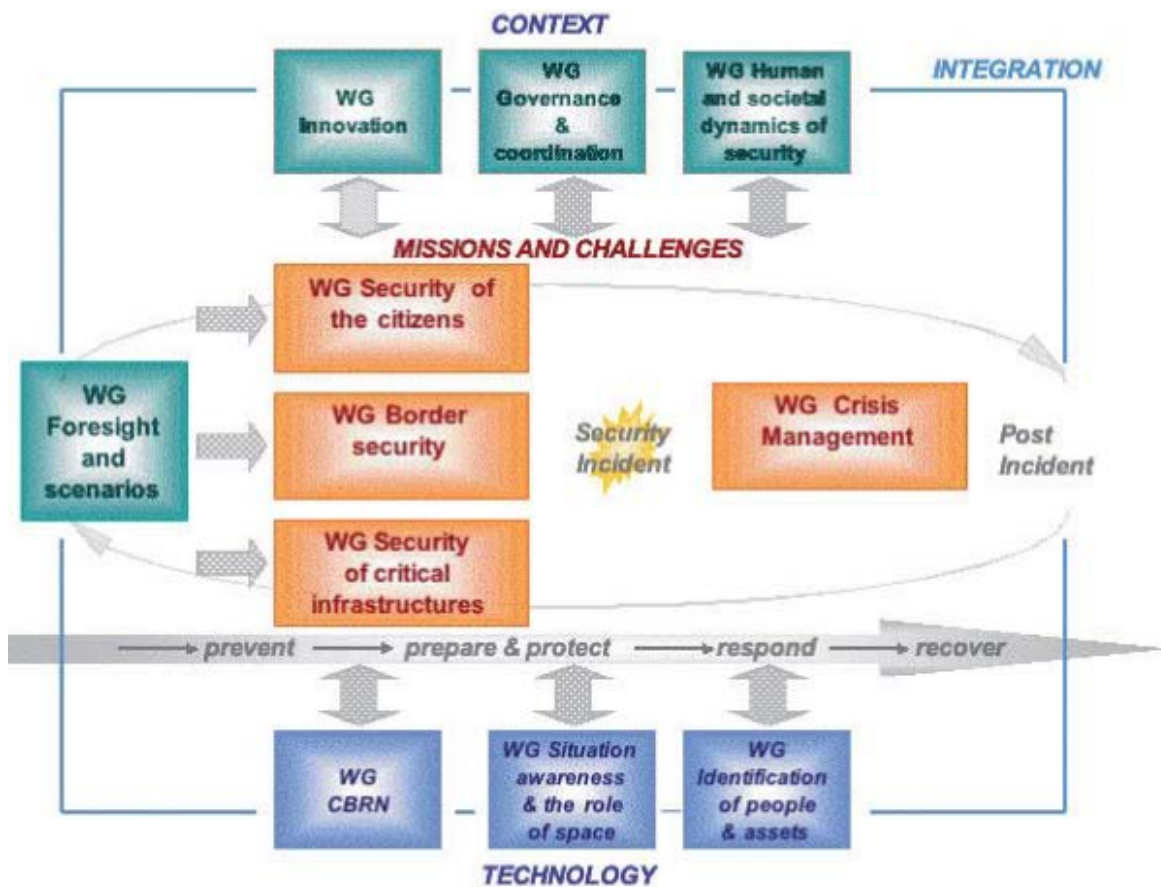 CONTEXT
INTEGRATION
WG
Innovation
WG
Governance
&
coordination
WG Human
and societal
dynamics of
security
MISSIONS AND CHALLENGES
WG Security of
the citizens
WG
Foresight
and
scenarios
WG Border
security
Security
Incident
WG Crisis
Management
Post
Incident
WG Security
of critical
infrastructures
prevent
prepare & protect
respond
recover
WG
CBRN
WG Situation
awareness
& the role
of space
WG
Identification
of people
& assets
TECHNOLOGY